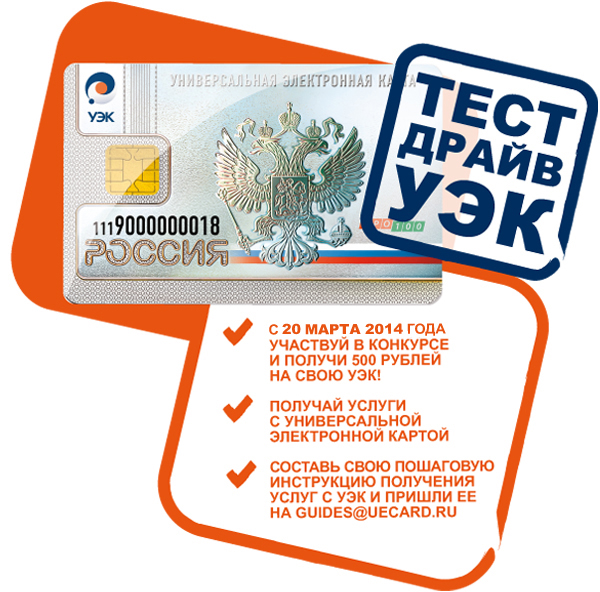 УЭК
УНИВЕРСАЛЬНАЯ ЭЛЕКТРОННАЯ КАРТА
ТЕСТ
ДРАЙВ
УЭК
1119000000018
РОССИЯ
С 20 МАРТА 2014 ГОДА
УЧАСТВУЙ В КОНКУРСЕ
И ПОЛУЧИ 500 РУБЛЕЙ
НА СВОЮ УЭК!
ПОЛУЧАЙ УСЛУГИ
С УНИВЕРСАЛЬНОЙ
ЭЛЕКТРОННОЙ КАРТОЙ
СОСТАВЬ СВОЮ ПОШАГОВУЮ
ИНСТРУКЦИЮ ПОЛУЧЕНИЯ
УСЛУГ С УЭК И ПРИШЛИ ЕЕ
НА GUIDES@UECARD.RU